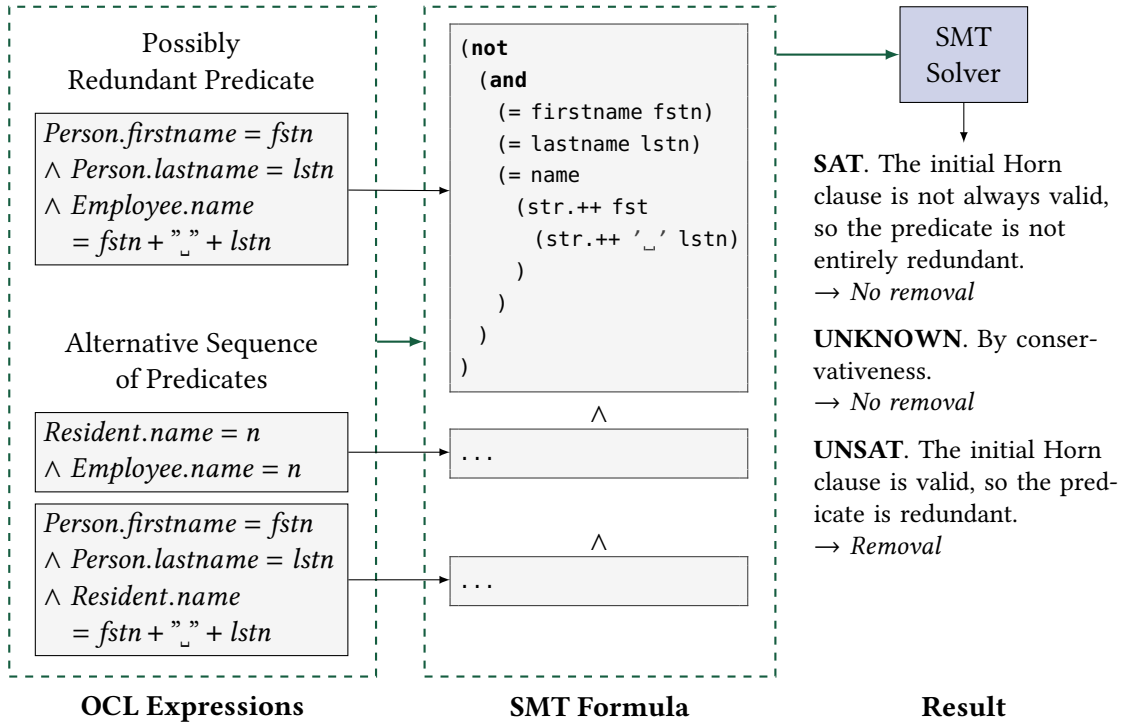 Possibly
Redundant Predicate
Person.firstname = fstn
∧ Person.lastname = lstn
∧ Employee.name
= fstn + ”␣” + lstn
Alternative Sequence
of Predicates
Resident.name = n
∧ Employee.name = n
Person.firstname = fstn
∧ Person.lastname = lstn
∧ Resident.name
= fstn + ”␣” + lstn
OCL Expressions
(not
(and
(= firstname fstn)
(= lastname lstn)
(= name
(str.++ fst
(str.++ ’␣’ lstn)
)
)
)
)
∧
...
∧
...
SMT Formula
SMT
Solver
SAT. The initial Horn
clause is not always valid,
so the predicate is not
entirely redundant.
→ No removal
UNKNOWN. By conser-
vativeness.
→ No removal
UNSAT. The initial Horn
clause is valid, so the pred-
icate is redundant.
→ Removal
Result